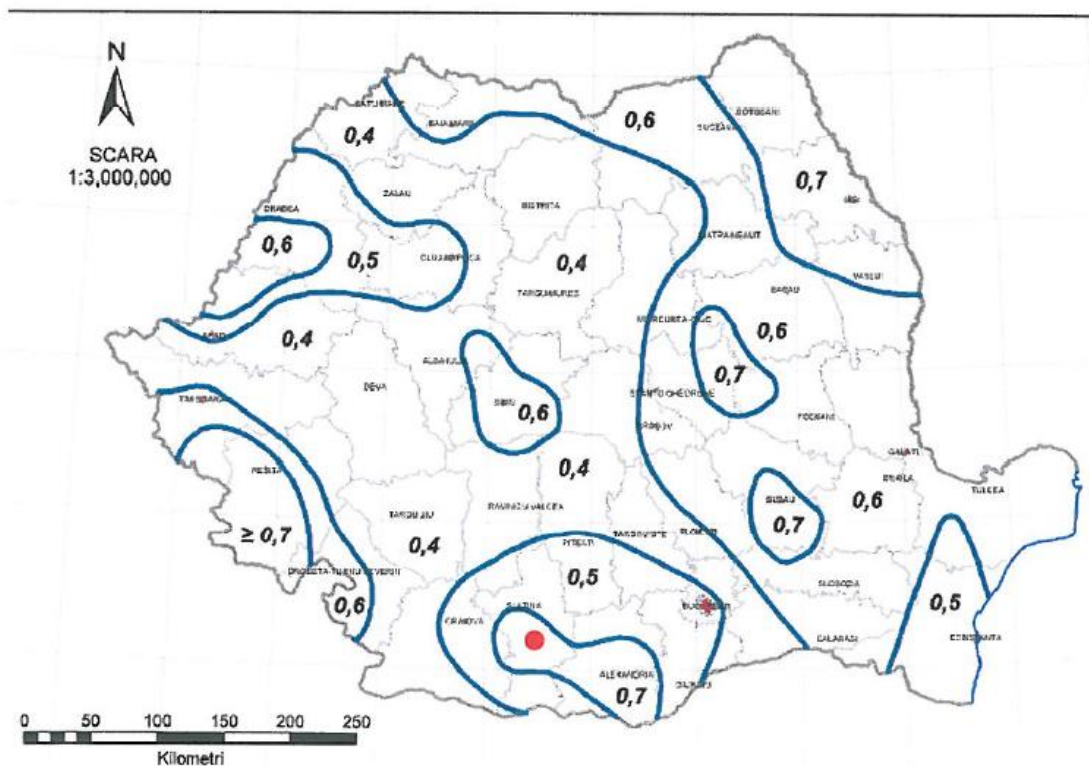 N
SCARA
1:3,000,000
SATU MARE
BAIA MARE
0,4
0,6
SUCEAVA
BOTOSANI
0,7
IASI
ZALAU
BISTRITA
ORADEA
0,6
0,5
CLUJ-NAPOCA
0,4
TARGU MURES
PIATRA NEAMT
VASLUI
BACAU
MIERCUREA-CIUC
0,6
ARAD
0,4
ALBA IULIA
DEVA
0,7
TIMISOARA
SIBIU
0,6
SFANTU GHEORGHE
BRASOV
FOCSANI
GALATI
RESITA
0,4
BRAILA
TULCEA
BUZAU
0,6
≥ 0,7
TARGU JIU
RAMNICU VALCEA
0,7
0,4
PITESTI
TARGOVISTE
PLOIESTI
DROBETA-TURNU SEVERIN
0,5
SLOBOZIA
0,6
SLATINA
CRAIOVA
BUCURESTI
0,5
CALARASI
CONSTANTA
ALEXANDRIA
0,7
GIURGIU
0 50 100 150 200 250
Kilometri